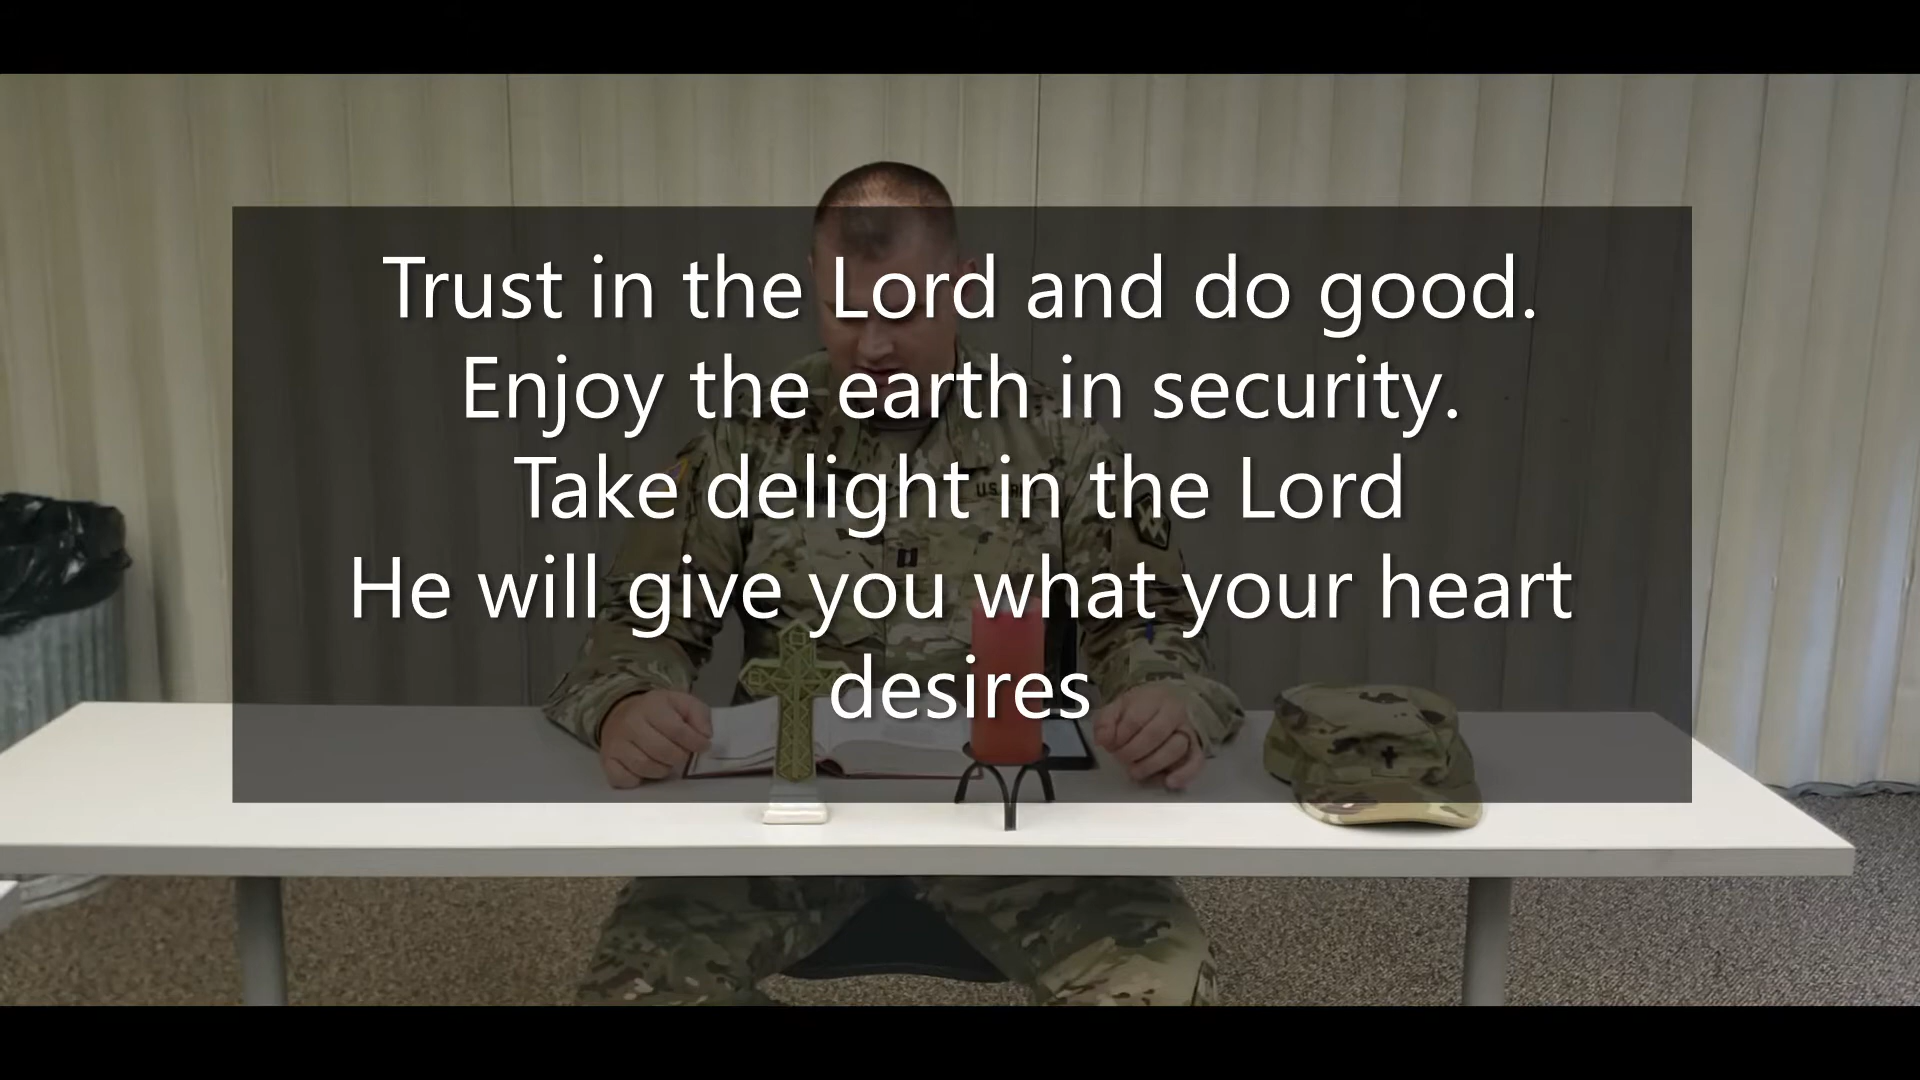 Trust in the Lord and do good.
Enjoy the earth in security.
Take delight in the Lord
He will give you what your heart
desires